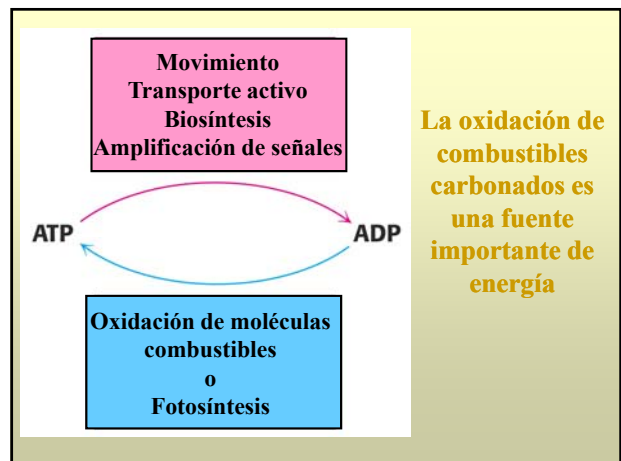 Movimiento
Transporte activo
Biosíntesis
Amplificación de señales
ATP
ADP
Oxidación de moléculas
combustibles
o
Fotosíntesis
La oxidación de
combustibles
carbonados es
una fuente
importante de
energía